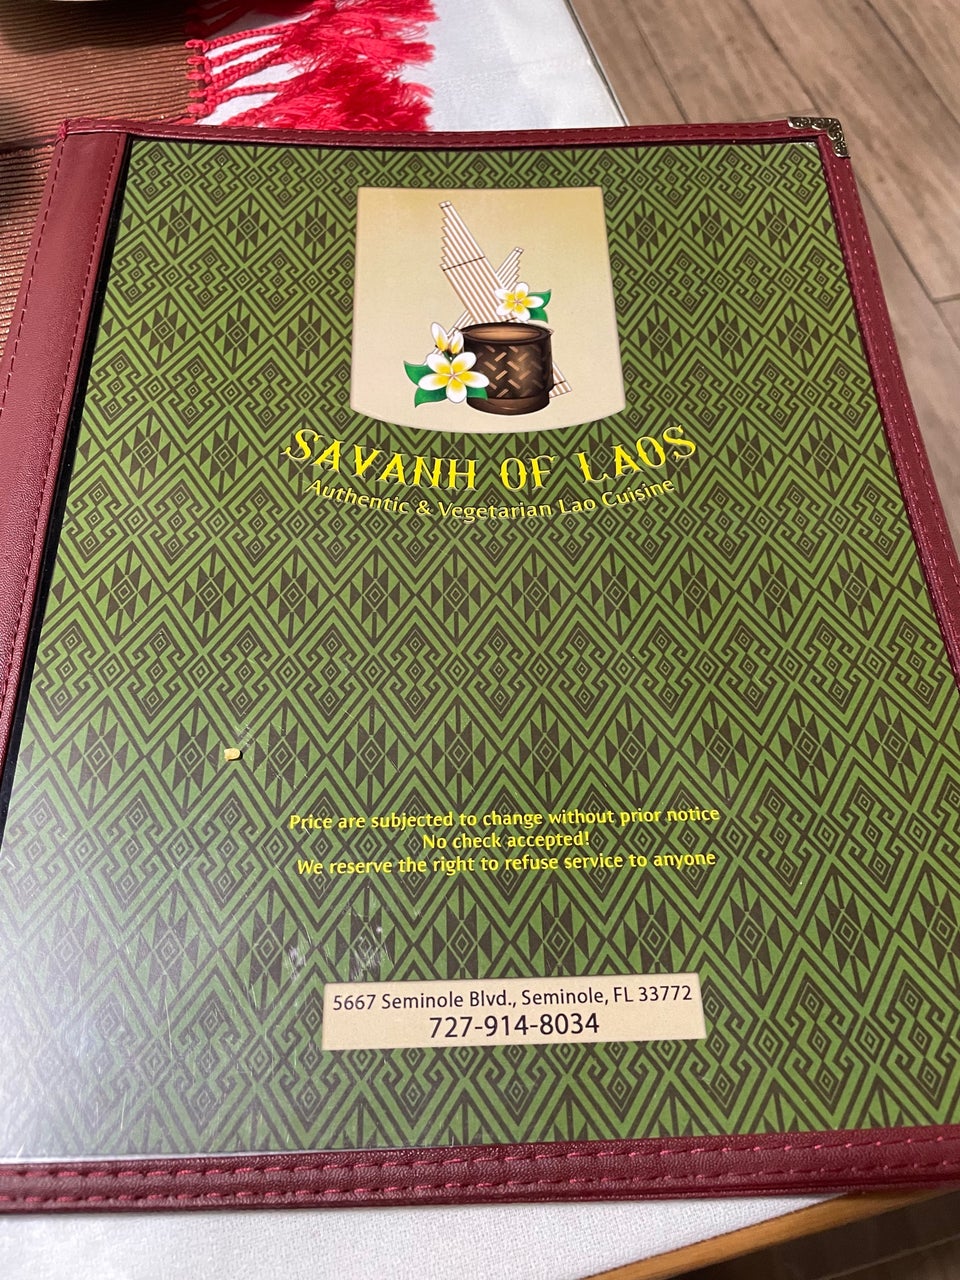 SAVANH OF LAOS
Authentic & Vegetarian Lao Cuisine
Price are subjected to change without prior notice
No check accepted!
We reserve the right to refuse service to anyone
5667 Seminole Blvd., Seminole, FL 33772
727-914-8034